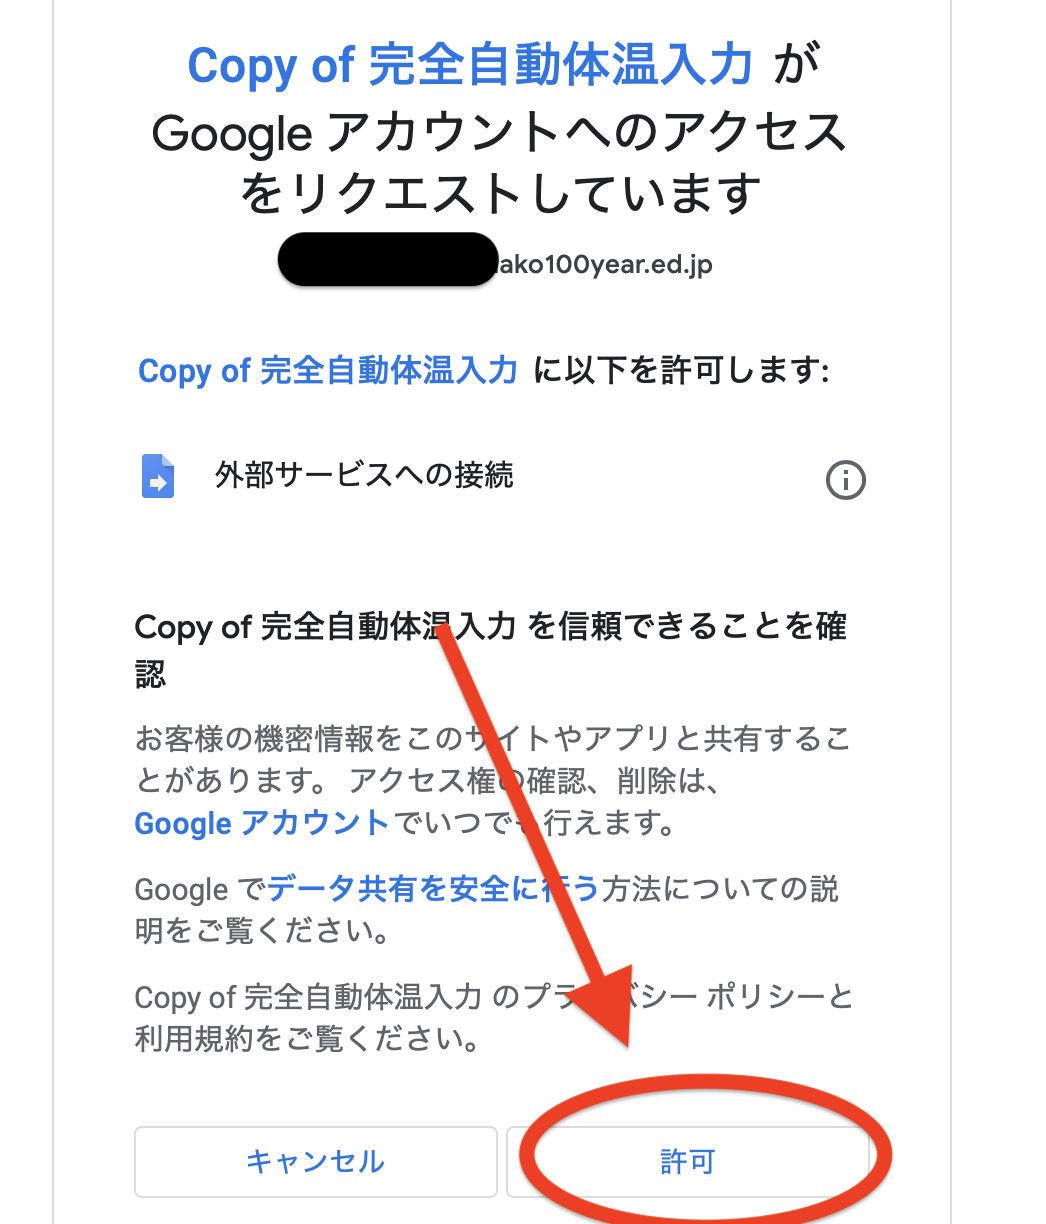 Copy of 完全自動体温入力 が
Google アカウントへのアクセス
をリクエストしています
ako100year.ed.jp
Copy of 完全自動体温入力 に以下を許可します:
外部サービスへの接続
Copy of 完全自動体温入力 を信頼できることを確
認
お客様の機密情報をこのサイトやアプリと共有するこ
とがあります。 アクセス権の確認、削除は、
Google アカウントでいつでも行えます。
Google でデータ共有を安全に行う方法についての説
明をご覧ください。
Copy of 完全自動体温入力 のプライバシー ポリシーと
利用規約をご覧ください。
キャンセル
許可